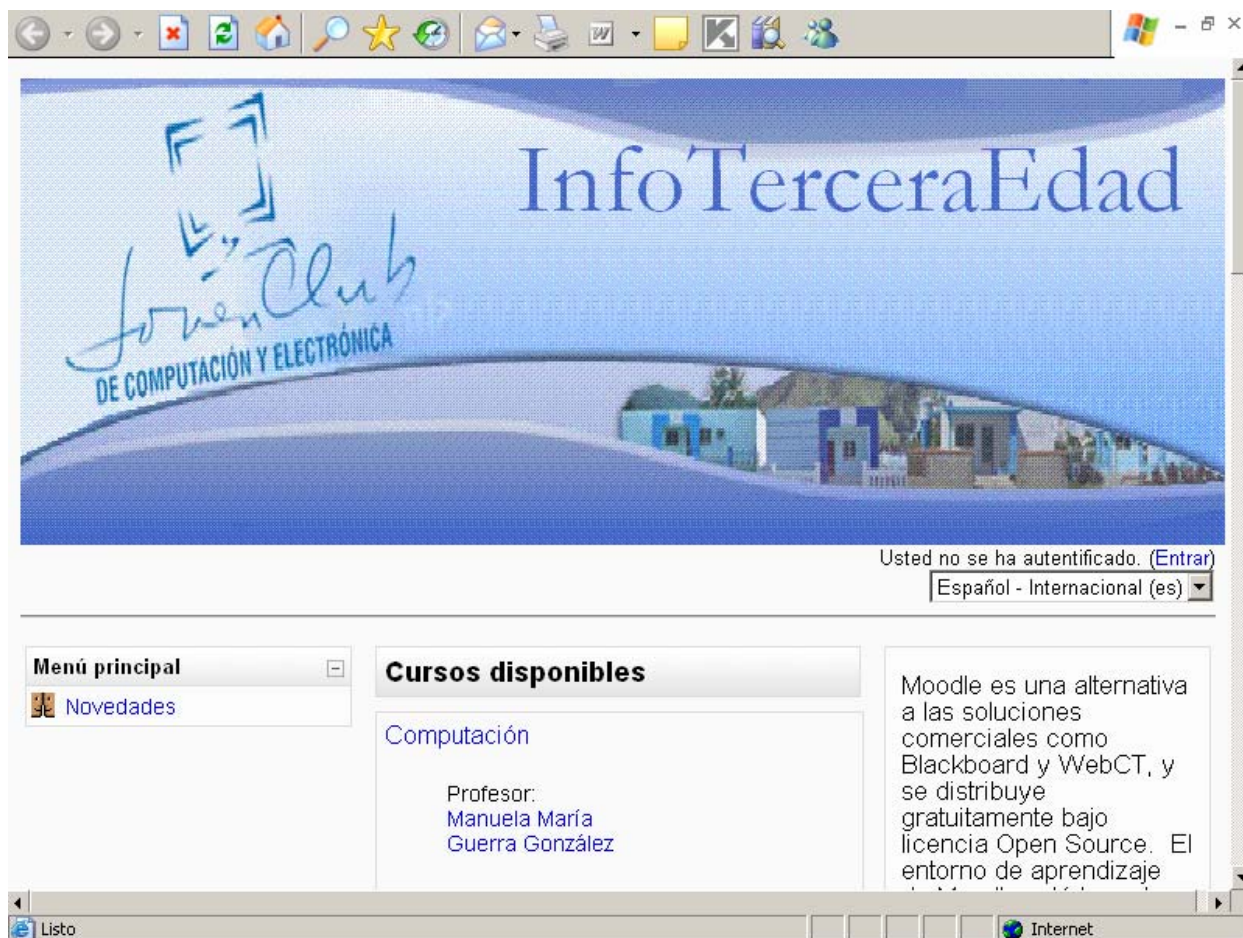 InfoTerceraEdad
Joven Club
DE COMPUTACIÓN Y ELECTRÓNICA
Usted no se ha autentificado. (Entrar)
Español - Internacional (es)
Menú principal
Novedades
Cursos disponibles
Computación
Profesor:
Manuela María
Guerra González
Moodle es una alternativa
a las soluciones
comerciales como
Blackboard y WebCT, y
se distribuye
gratuitamente bajo
licencia Open Source. El
entorno de aprendizaje
Listo
Internet